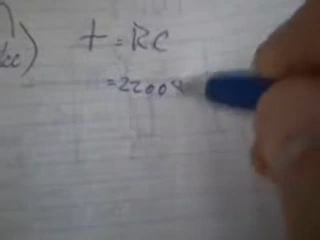 t = RC
= 2200